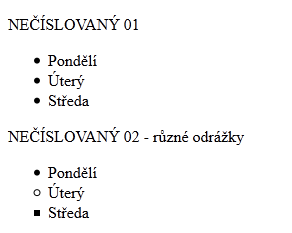 NEČÍSLOVANÝ 01
• Pondělí
• Úterý
• Středa
NEČÍSLOVANÝ 02 - různé odrážky
• Pondělí
○ Úterý
■ Středa